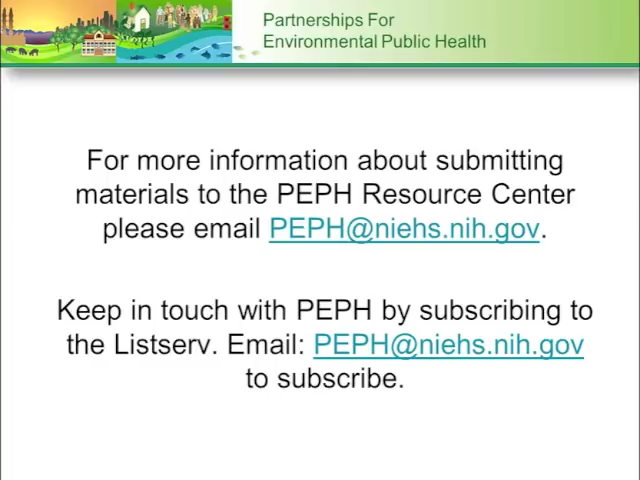 Partnerships For
Environmental Public Health
For more information about submitting
materials to the PEPH Resource Center
please email PEPH@niehs.nih.gov.
Keep in touch with PEPH by subscribing to
the Listserv. Email: PEPH@niehs.nih.gov
to subscribe.